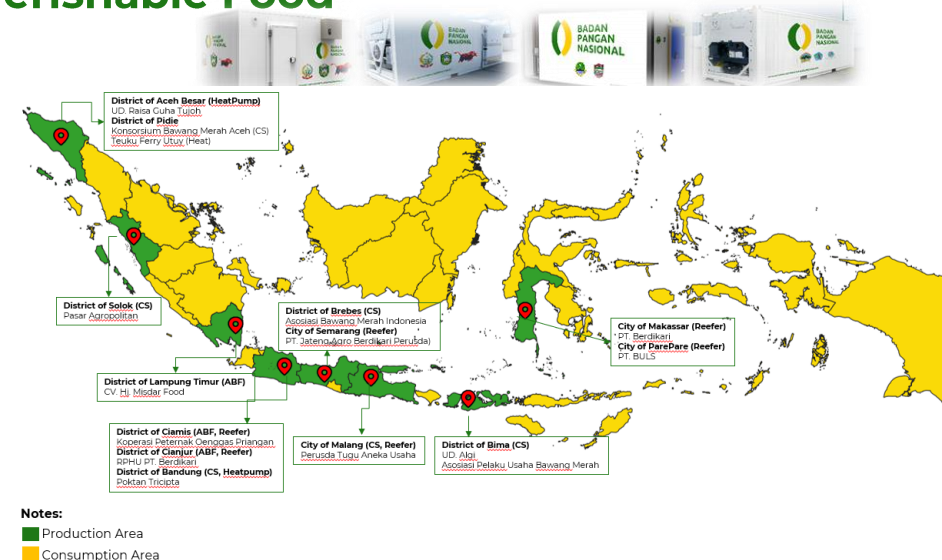 Perishable Food
BADAN
PANGAN
NASIONAL
BADAN
PANGAN
NASIONAL
BADAN
PANGAN
NASIONAL
District of Aceh Besar (HeatPump)
UD. Raisa Guha Tujoh
District of Pidie
Konsorsium Bawang Merah Aceh (CS)
Teuku Ferry Utuy (Heat)
District of Solok (CS)
Pasar Agropolitan
District of Brebes (CS)
Asosiasi Bawang Merah Indonesia
City of Semarang (Reefer)
PT. Jateng Agro Berdikari Perusda)
City of Makassar (Reefer)
PT. Berdikari
City of ParePare (Reefer)
PT. BULS
District of Lampung Timur (ABF)
CV. Hj. Misdar Food
District of Ciamis (ABF, Reefer)
Koperasi Peternak Oenggas Priangan
District of Cianjur (ABF, Reefer)
RPHU PT. Berdikari
District of Bandung (CS, Heatpump)
Poktan Tricipta
City of Malang (CS, Reefer)
Perusda Tugu Aneka Usaha
District of Bima (CS)
UD. Algi
Asosiasi Pelaku Usaha Bawang Merah
Notes:
Production Area
Consumption Area